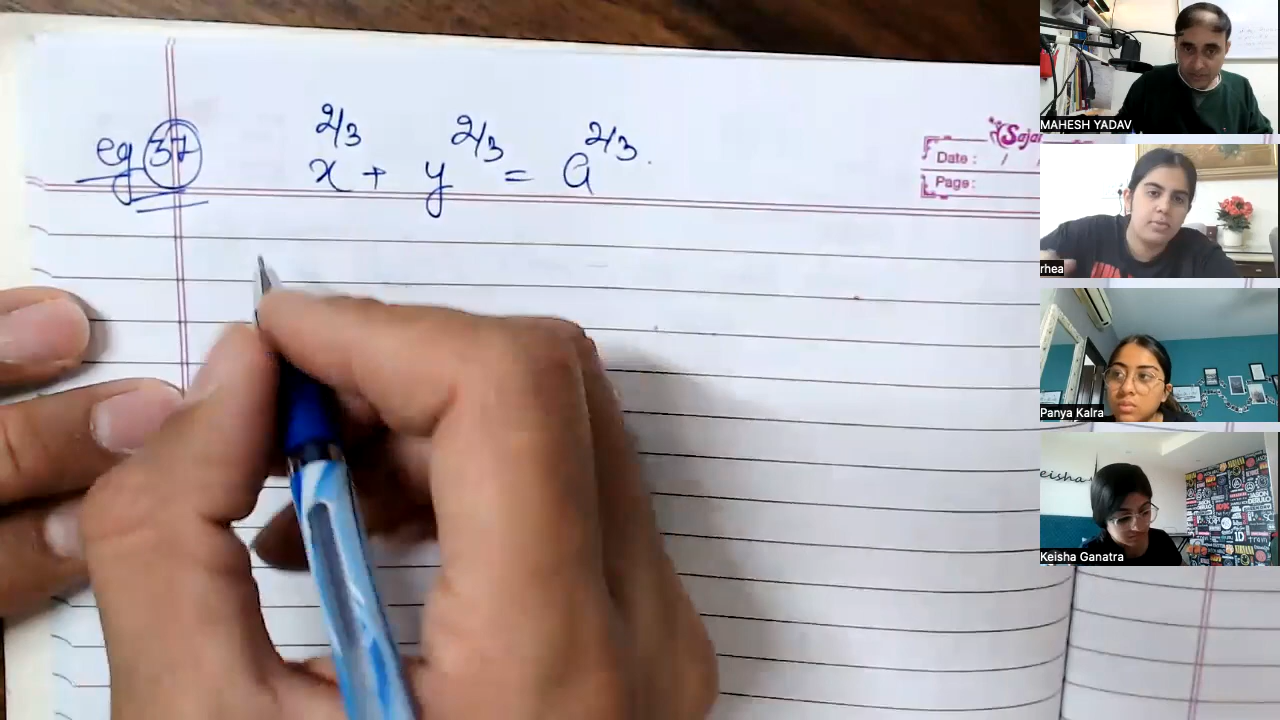 eg 37 x^{2/3} + y^{2/3} = a^{2/3}.
Date : / /
Page:
MAHESH YADAV
rhea
Panya Kalra
Keisha Ganatra